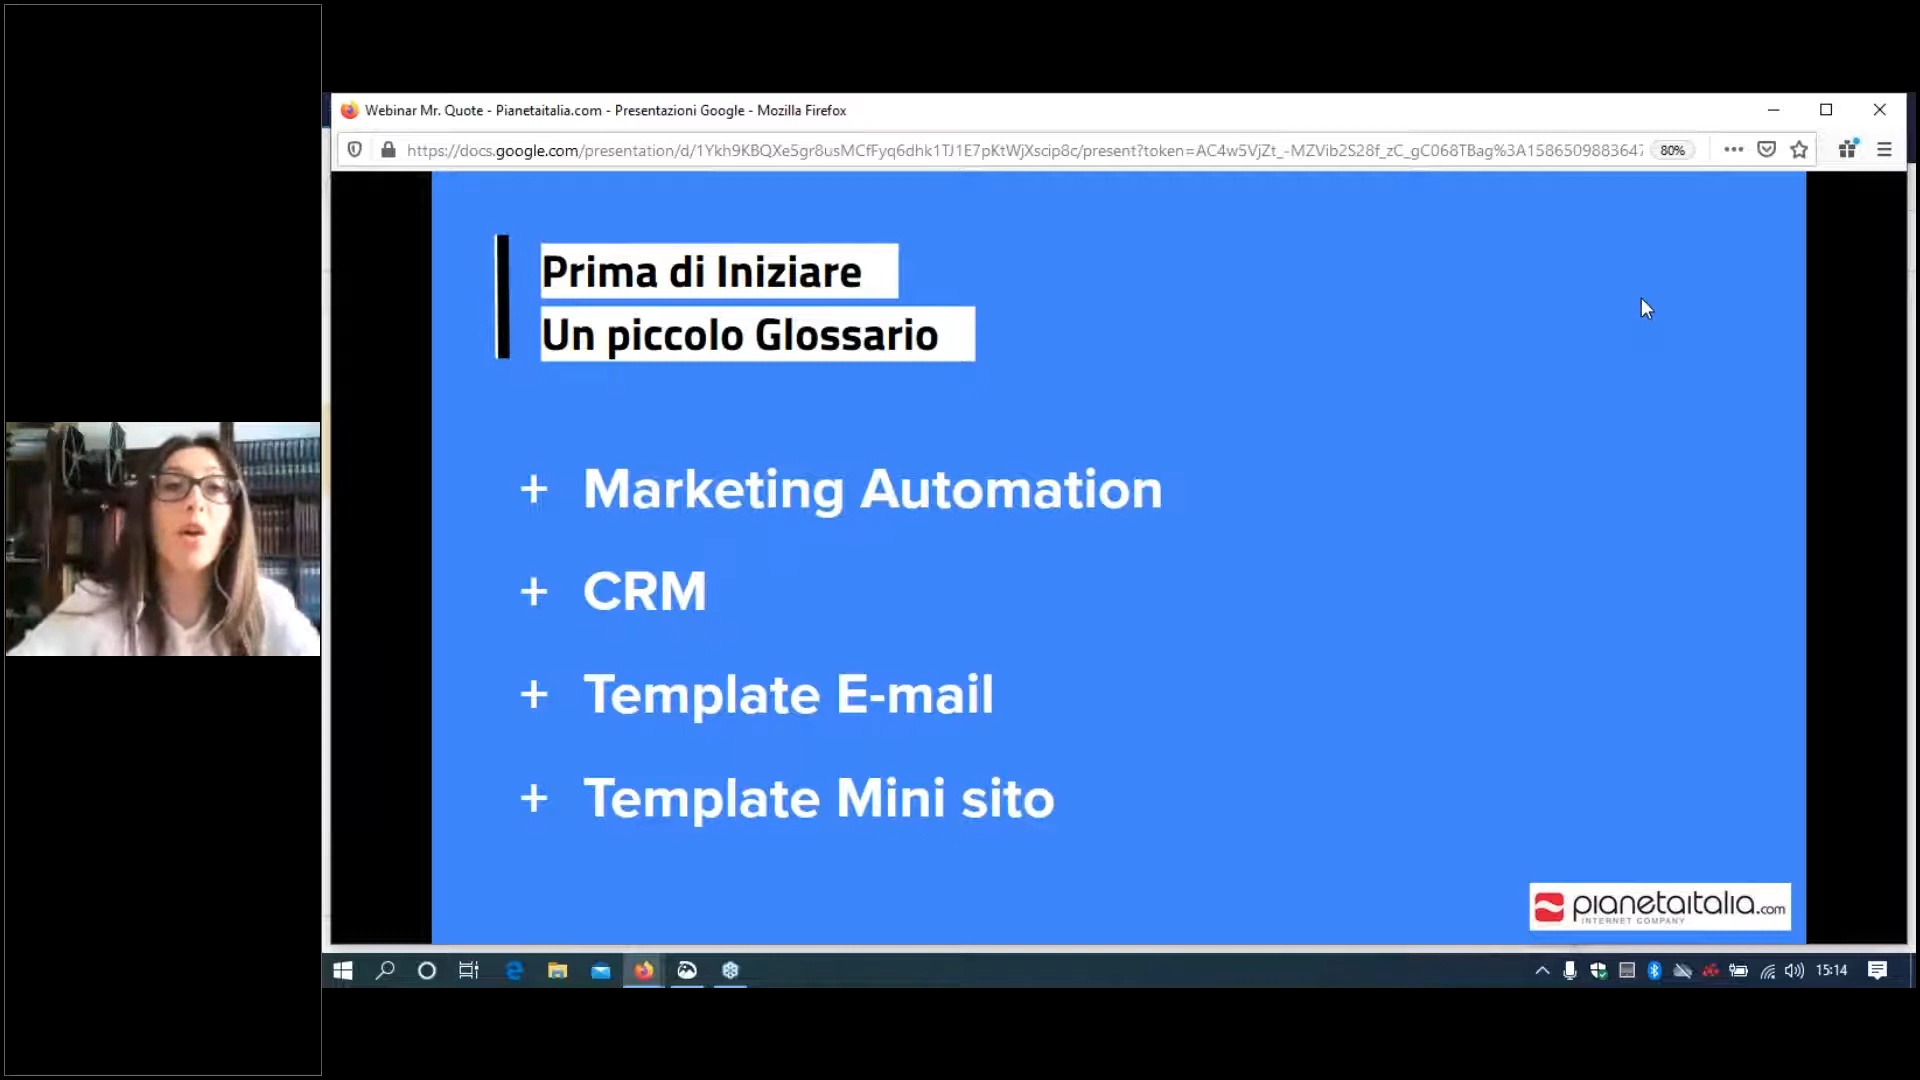 Webinar Mr. Quote - Pianetaitalia.com - Presentazioni Google - Mozilla Firefox
https://docs.google.com/presentation/d/1Ykh9KBQXe5gr8usMCfFyq6dhk1TJ1E7pKtWjXscip8c/present?token=AC4w5VjZt_-MZVib2S28f_zC_gC068TBag%3A1586509883647
80%
Prima di Iniziare
Un piccolo Glossario
+ Marketing Automation
+ CRM
+ Template E-mail
+ Template Mini sito
pianetaitalia.com
INTERNET COMPANY
15:14